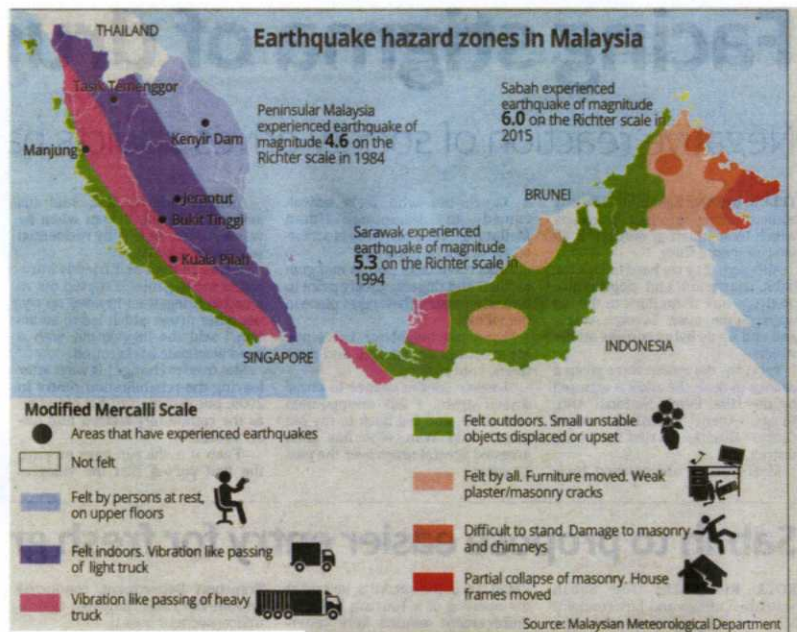 Earthquake hazard zones in Malaysia
THAILAND
Tasik Temenggor
Kenyir Dam
Manjung
Jerantut
Bukit Tinggi
Kuala Pilah
SINGAPORE
Peninsular Malaysia
experienced earthquake of
magnitude 4.6 on the
Richter scale in 1984
Sabah experienced
earthquake of magnitude
6.0 on the Richter scale in
2015
BRUNEI
Sarawak experienced
earthquake of magnitude
5.3 on the Richter scale in
1994
INDONESIA
Modified Mercalli Scale
Areas that have experienced earthquakes
Not felt
Felt by persons at rest,
on upper floors
Felt indoors. Vibration like passing
of light truck
Vibration like passing of heavy
truck
Felt outdoors. Small unstable
objects displaced or upset
Felt by all. Furniture moved. Weak
plaster/masonry cracks
Difficult to stand. Damage to masonry
and chimneys
Partial collapse of masonry. House
frames moved
Source: Malaysian Meteorological Department